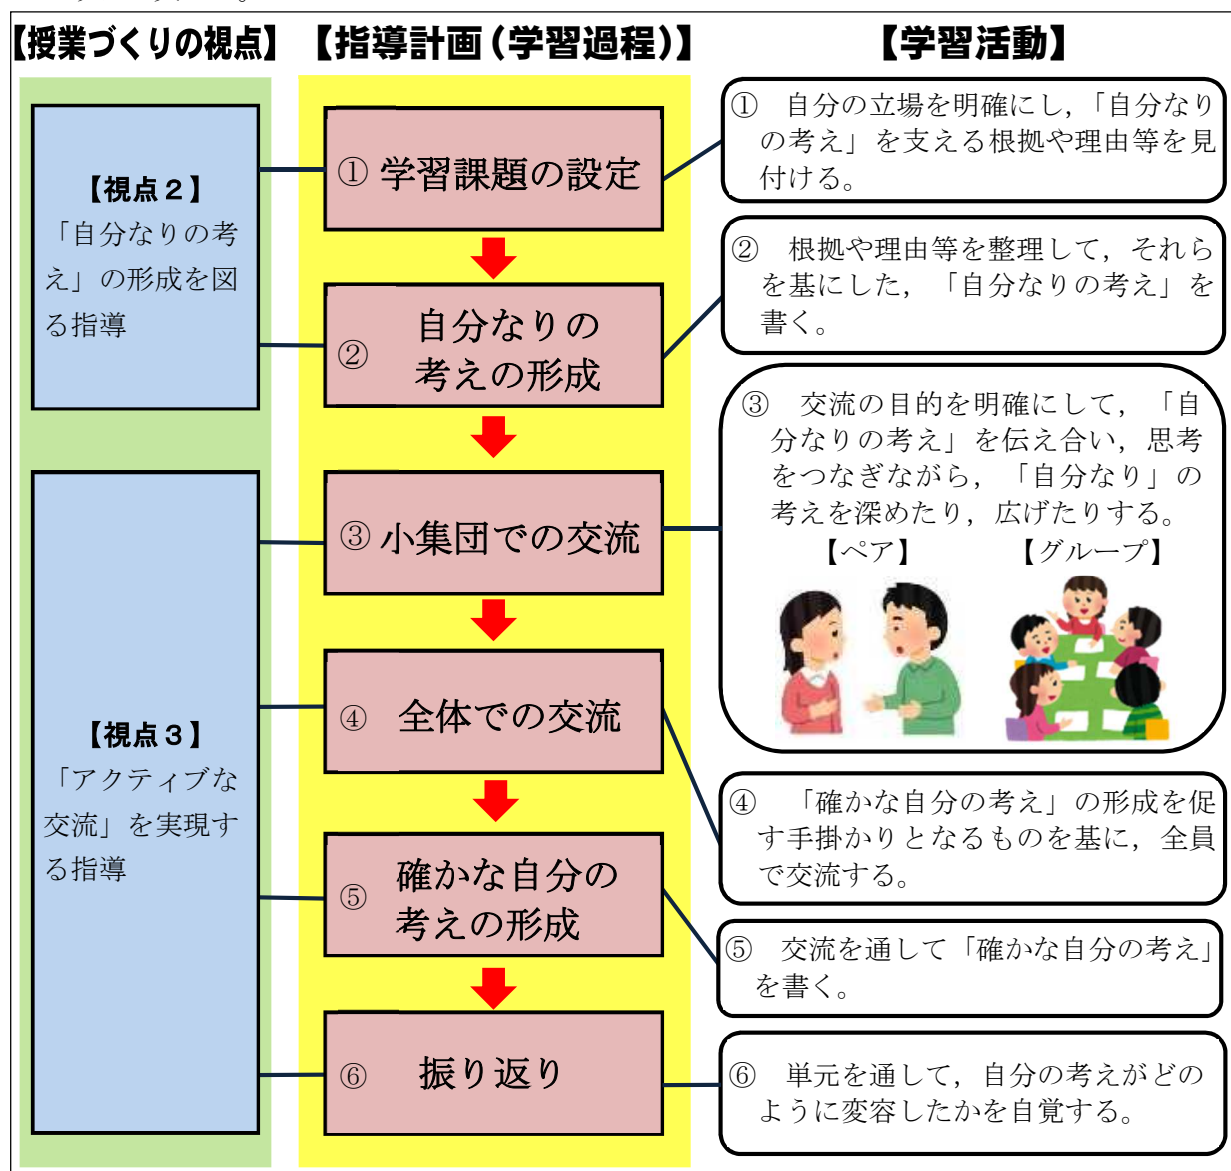 【授業づくりの視点】
【視点２】
「自分なりの考
え」の形成を図
る指導
【視点３】
「アクティブな
交流」を実現す
る指導
【指導計画(学習過程)】
① 学習課題の設定
② 自分なりの
考えの形成
③ 小集団での交流
④ 全体での交流
⑤ 確かな自分の
考えの形成
⑥ 振り返り
【学習活動】
① 自分の立場を明確にし，「自分なり
の考え」を支える根拠や理由等を見
付ける。
② 根拠や理由等を整理して，それら
を基にした，「自分なりの考え」を
書く。
③ 交流の目的を明確にして，「自
分なりの考え」を伝え合い，思考
をつなぎながら，「自分なり」の
考えを深めたり，広げたりする。
【ペア】 【グループ】
④ 「確かな自分の考え」の形成を促
す手掛かりとなるものを基に，全員
で交流する。
⑤ 交流を通して「確かな自分の考え」
を書く。
⑥ 単元を通して，自分の考えがどの
ように変容したかを自覚する。